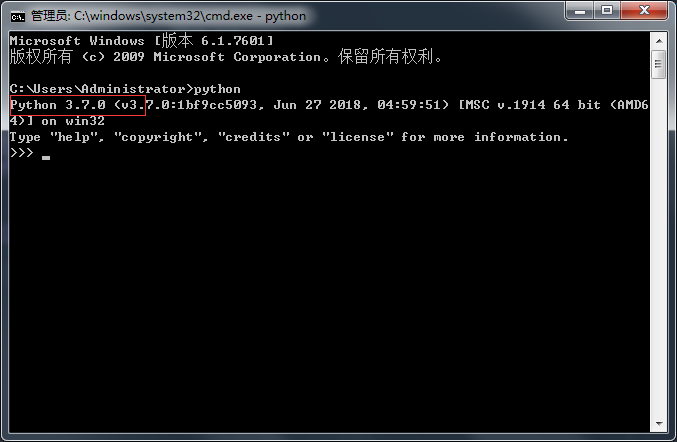 管理员: C:\windows\system32\cmd.exe - python
Microsoft Windows [版本 6.1.7601]
版权所有 (c) 2009 Microsoft Corporation。保留所有权利。
C:\Users\Administrator>python
Python 3.7.0 (v3.7.0:1bf9cc5093, Jun 27 2018, 04:59:51) [MSC v.1914 64 bit (AMD6
4)] on win32
Type "help", "copyright", "credits" or "license" for more information.
>>>